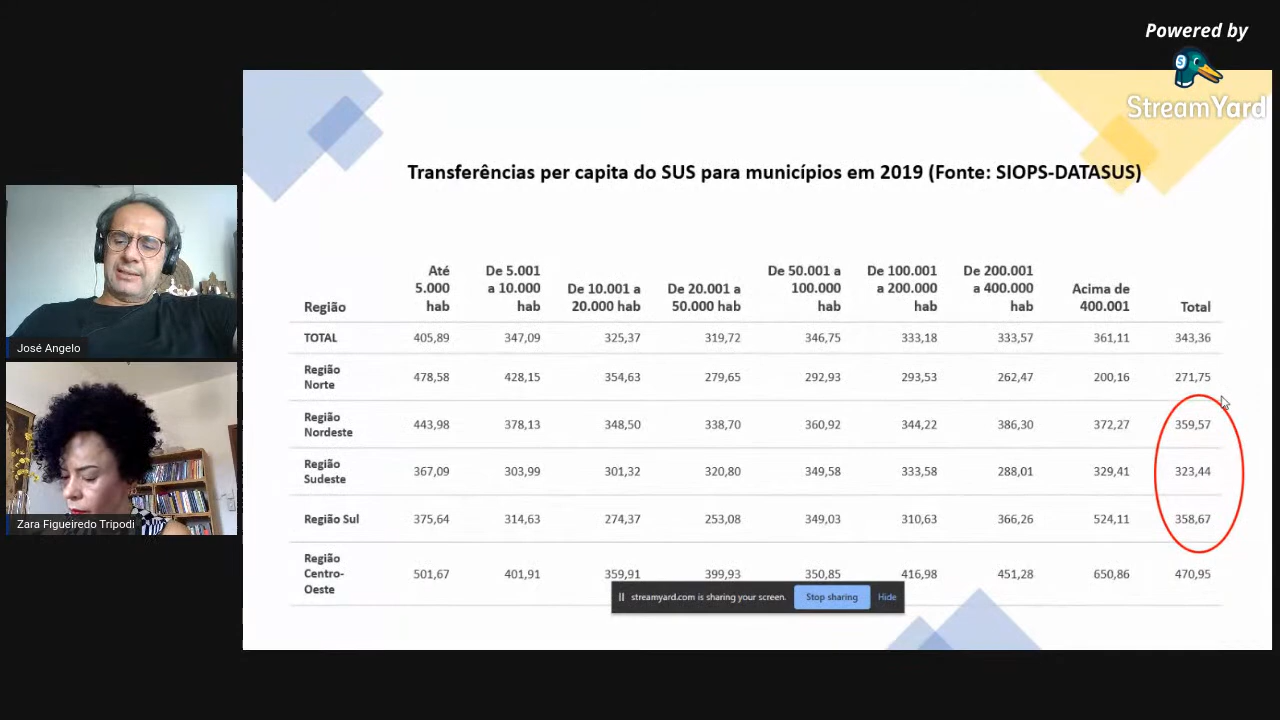 Powered by
StreamYard
Transferências per capita do SUS para municípios em 2019 (Fonte: SIOPS-DATASUS)
Região Até 5.000 hab De 5.001 a 10.000 hab De 10.001 a 20.000 hab De 20.001 a 50.000 hab De 50.001 a 100.000 hab De 100.001 a 200.000 hab De 200.001 a 400.000 hab Acima de 400.001 Total
TOTAL 405,89 347,09 325,37 319,72 346,75 333,18 333,57 361,11 343,36
Região Norte 478,58 428,15 354,63 279,65 292,93 293,53 262,47 200,16 271,75
Região Nordeste 443,98 378,13 348,50 338,70 360,92 344,22 386,30 372,27 359,57
Região Sudeste 367,09 303,99 301,32 320,80 349,58 333,58 288,01 329,41 323,44
Região Sul 375,64 314,63 274,37 253,08 349,03 310,63 366,26 524,11 358,67
Região Centro-Oeste 501,67 401,91 359,91 399,93 350,85 416,98 451,28 650,86 470,95
streamyard.com is sharing your screen. Stop sharing Hide
José Angelo
Zara Figueiredo Tripodi